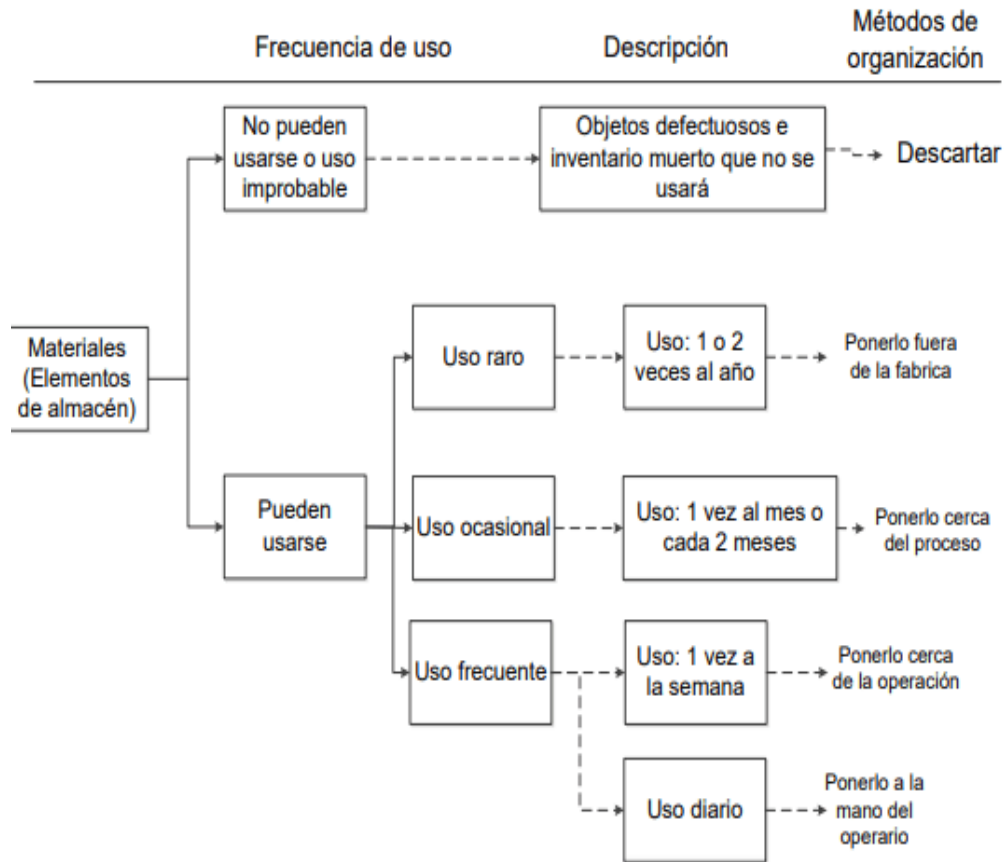 Frecuencia de uso
Descripción
Métodos de
organización
No pueden
usarse o uso
improbable
Objetos defectuosos e
inventario muerto que no se
usará
Descartar
Materiales
(Elementos
de almacén)
Uso raro
Uso: 1 o 2
veces al año
Ponerlo fuera
de la fabrica
Pueden
usarse
Uso ocasional
Uso: 1 vez al mes o
cada 2 meses
Ponerlo cerca
del proceso
Uso frecuente
Uso: 1 vez a
la semana
Ponerlo cerca
de la operación
Uso diario
Ponerlo a la
mano del
operario